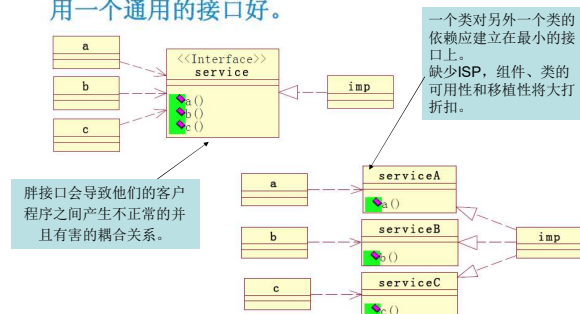 用一个通用的接口好。
一个类对另外一个类的
依赖应建立在最小的接
口上。
缺少ISP，组件、类的
可用性和移植性将大打
折扣。
a
b
c
<<Interface>>
service
a()
b()
c()
imp
胖接口会导致他们的客户
程序之间产生不正常的并
且有害的耦合关系。
a
b
c
serviceA
a()
serviceB
b()
serviceC
c()
imp